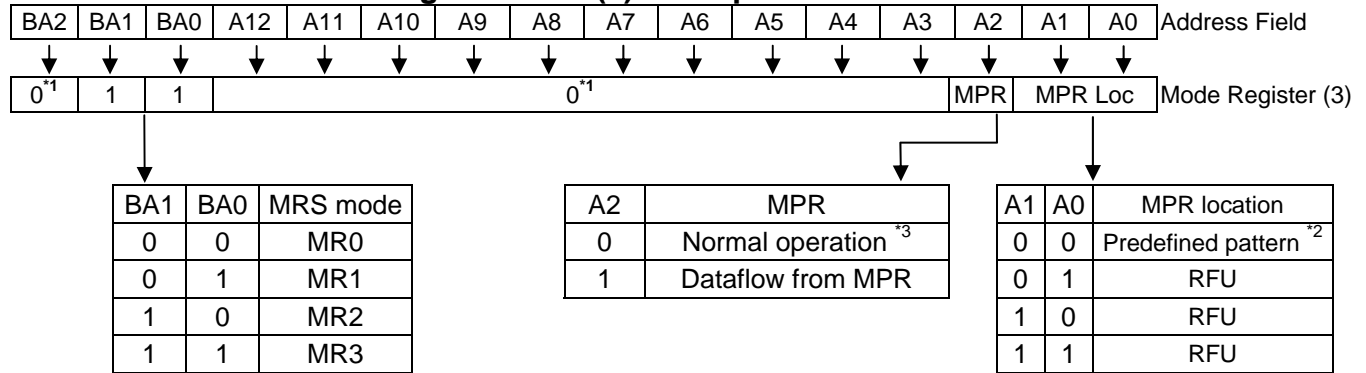 BA2 BA1 BA0 A12 A11 A10 A9 A8 A7 A6 A5 A4 A3 A2 A1 A0 Address Field
0*1 1 1 0*1 MPR MPR Loc Mode Register (3)
BA1 BA0 MRS mode
0 0 MR0
0 1 MR1
1 0 MR2
1 1 MR3
A2 MPR
0 Normal operation *3
1 Dataflow from MPR
A1 A0 MPR location
0 0 Predefined pattern *2
0 1 RFU
1 0 RFU
1 1 RFU